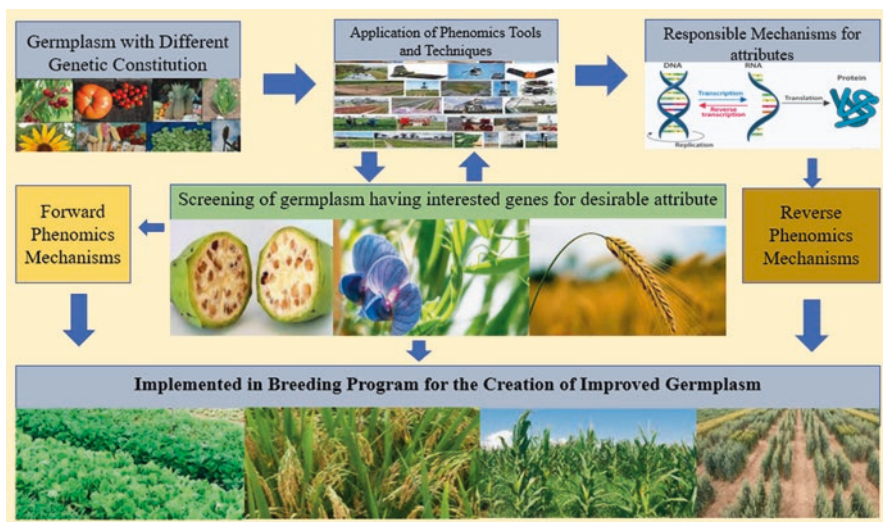 Germplasm with Different
Genetic Constitution
Application of Phenomics Tools
and Techniques
Responsible Mechanisms for
attributes
DNA
RNA
Protein
Transcription
Reverse
transcription
Translation
Replication
Forward
Phenomics
Mechanisms
Screening of germplasm having interested genes for desirable attribute
Reverse
Phenomics
Mechanisms
Implemented in Breeding Program for the Creation of Improved Germplasm